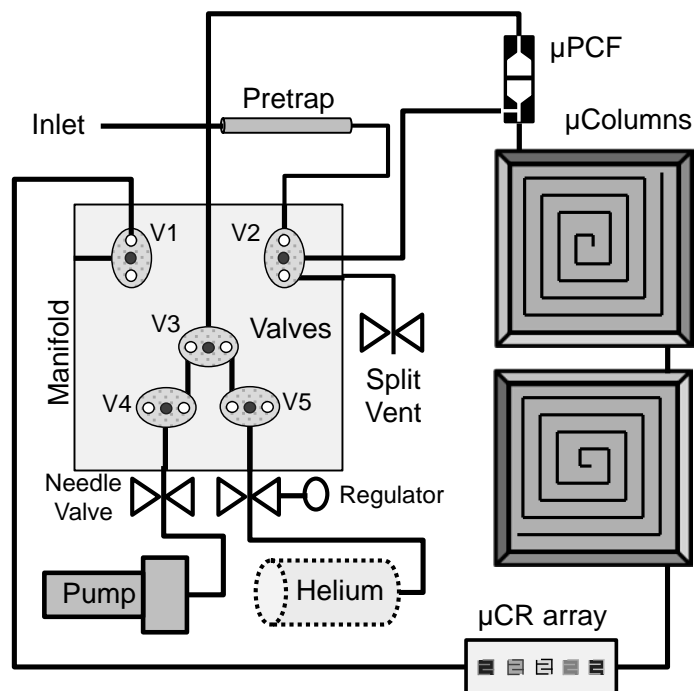 µPCF
Pretrap
Inlet
µColumns
V1
V2
V3
Valves
Manifold
Split
Vent
V4
V5
Needle
Valve
Regulator
Pump
Helium
µCR array